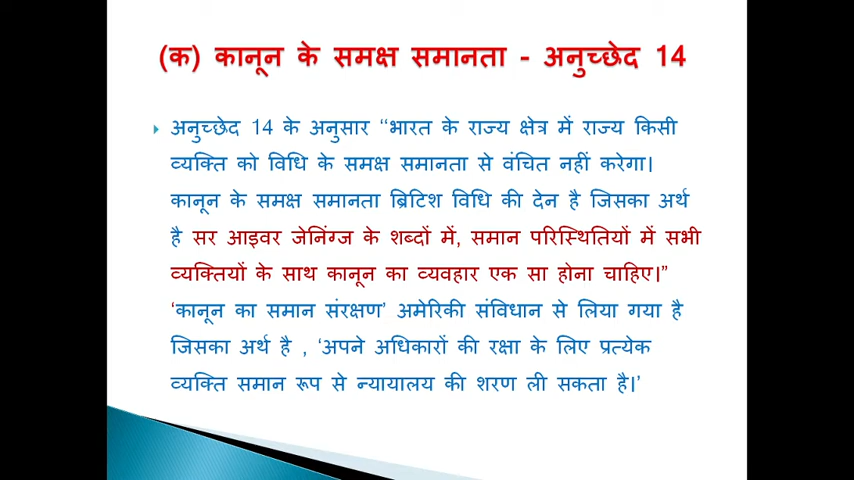 (क) कानून के समक्ष समानता - अनुच्छेद 14
अनुच्छेद 14 के अनुसार ‘‘भारत के राज्य क्षेत्र में राज्य किसी
व्यक्ति को विधि के समक्ष समानता से वंचित नहीं करेगा।
कानून के समक्ष समानता ब्रिटिश विधि की देन है जिसका अर्थ
है सर आइवर जेनिंग्ज के शब्दों में, समान परिस्थितियों में सभी
व्यक्तियों के साथ कानून का व्यवहार एक सा होना चाहिए।”
‘कानून का समान संरक्षण’ अमेरिकी संविधान से लिया गया है
जिसका अर्थ है , ‘अपने अधिकारों की रक्षा के लिए प्रत्येक
व्यक्ति समान रूप से न्यायालय की शरण ली सकता है।’